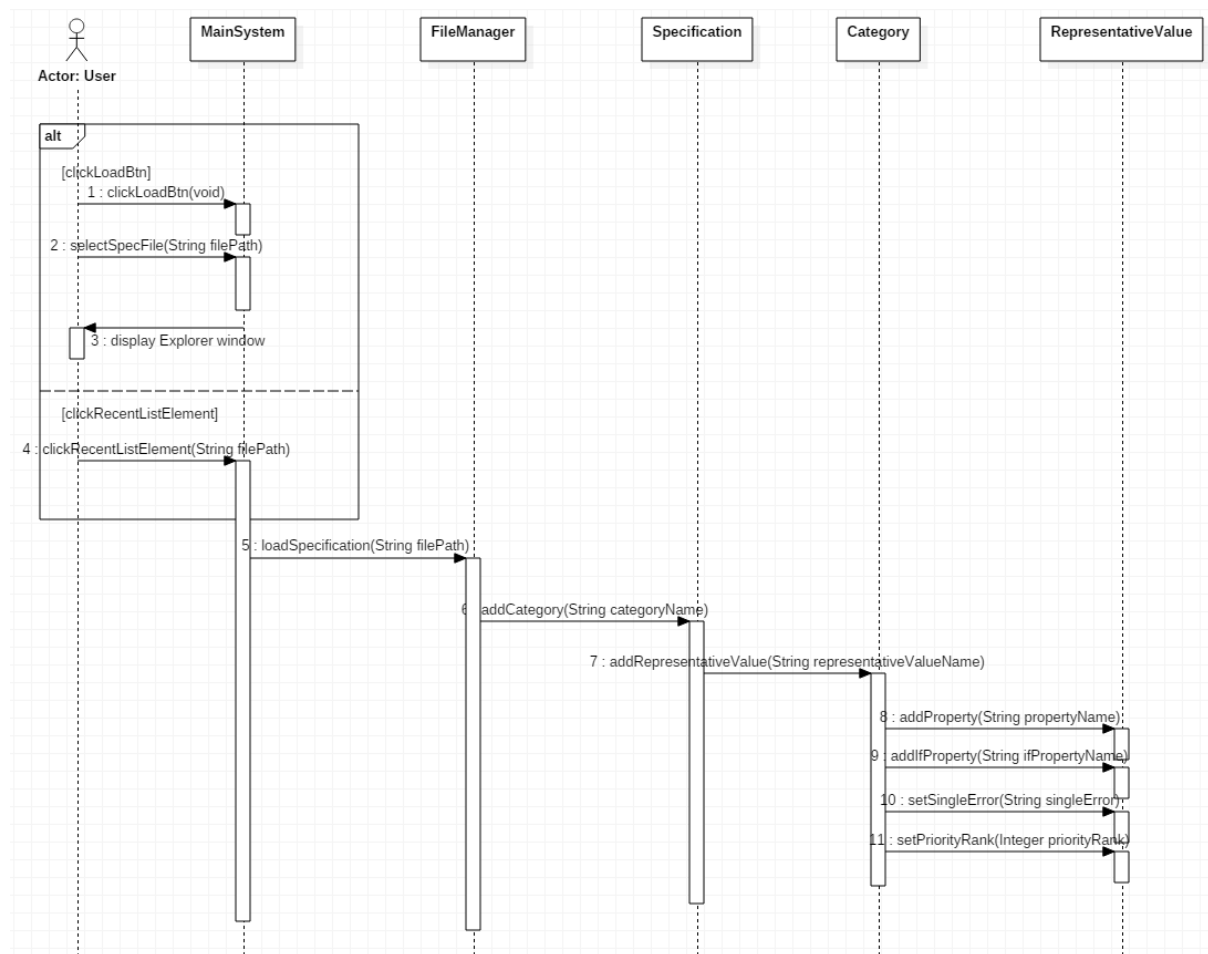 MainSystem
FileManager
Specification
Category
RepresentativeValue
Actor: User
alt
[clickLoadBtn]
1 : clickLoadBtn(void)
2 : selectSpecFile(String filePath)
3 : display Explorer window
[clickRecentListElement]
4 : clickRecentListElement(String filePath)
5 : loadSpecification(String filePath)
6 : addCategory(String categoryName)
7 : addRepresentativeValue(String representativeValueName)
8 : addProperty(String propertyName)
9 : addIfProperty(String ifPropertyName)
10 : setSingleError(String singleError)
11 : setPriorityRank(Integer priorityRank)